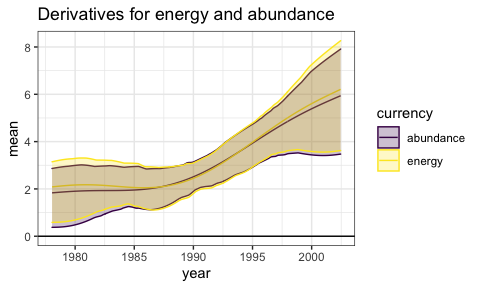 Derivatives for energy and abundance
8
6
4
2
0
mean
1980
1985
1990
1995
2000
year
currency
abundance
energy